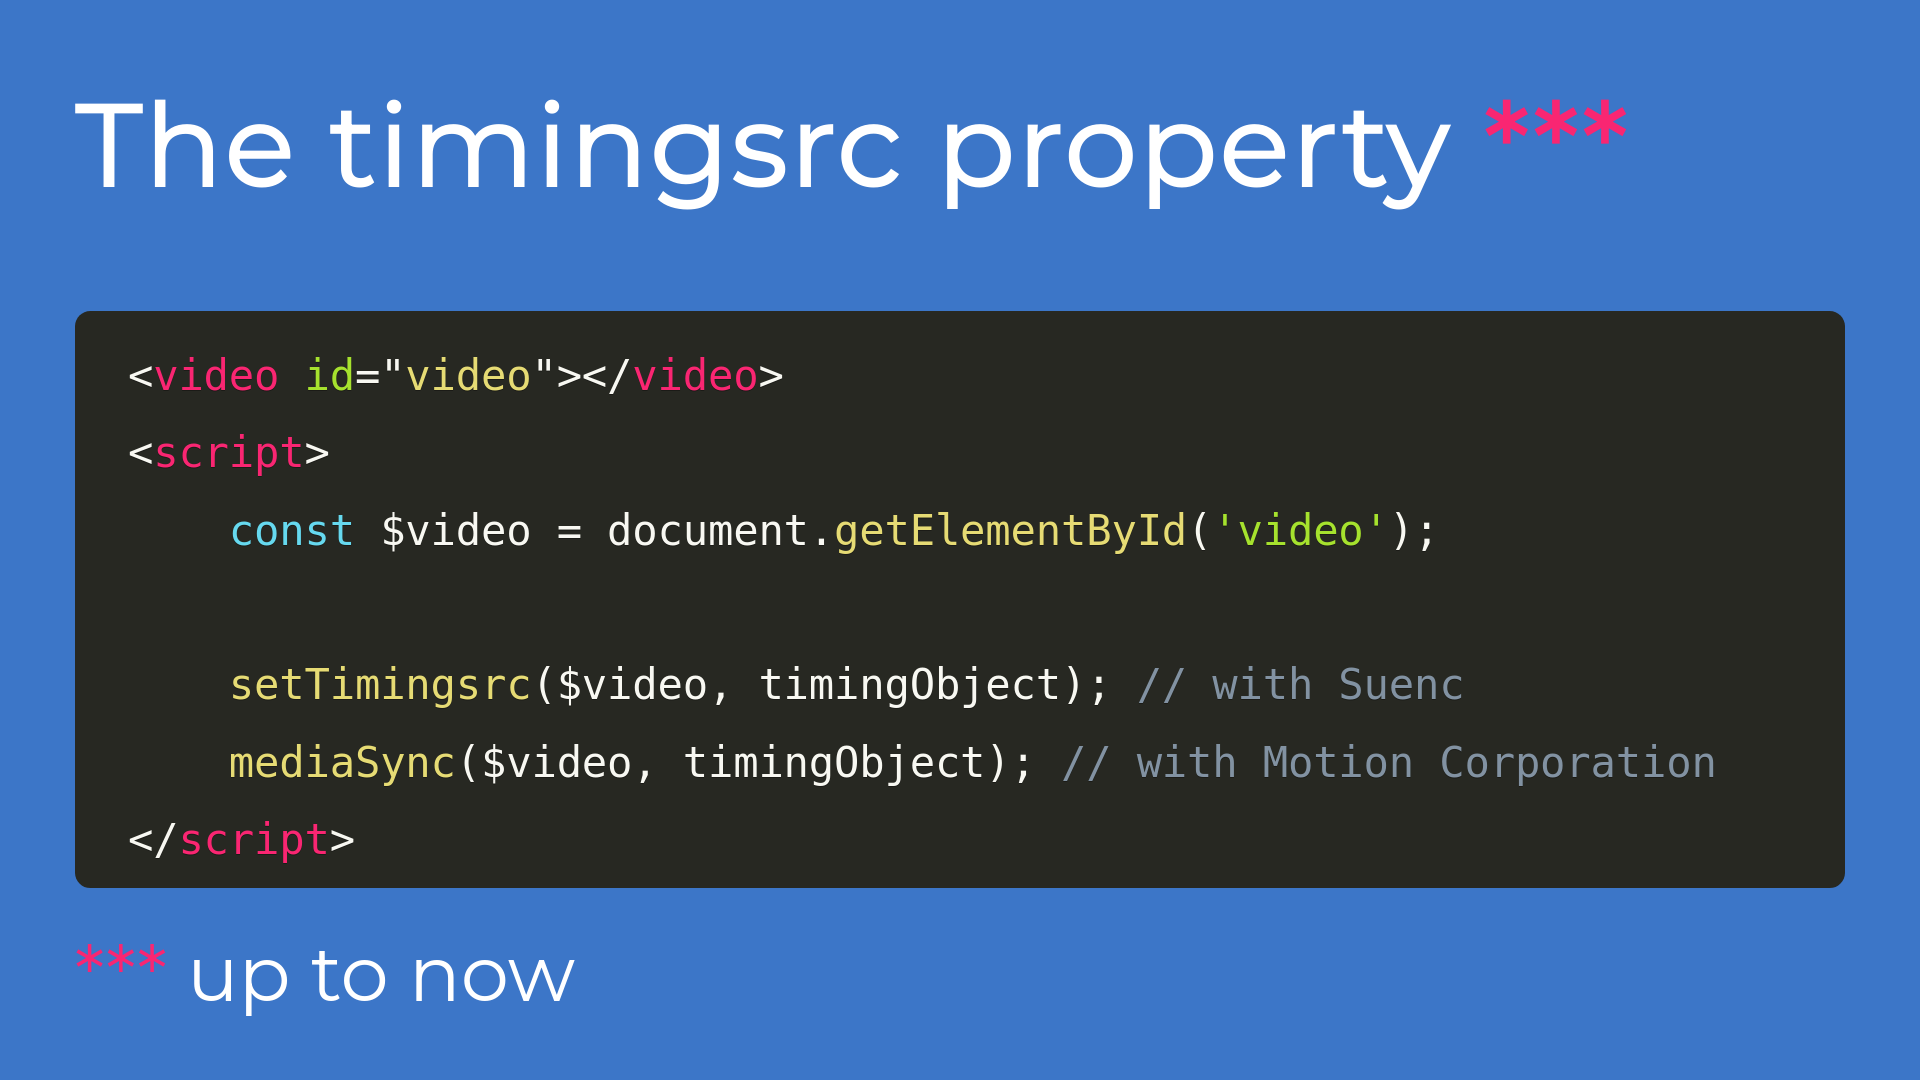 The timingsrc property ***
<video id="video"></video>
<script>
    const $video = document.getElementById('video');

    setTimingsrc($video, timingObject); // with Suenc
    mediaSync($video, timingObject); // with Motion Corporation
</script>
*** up to now